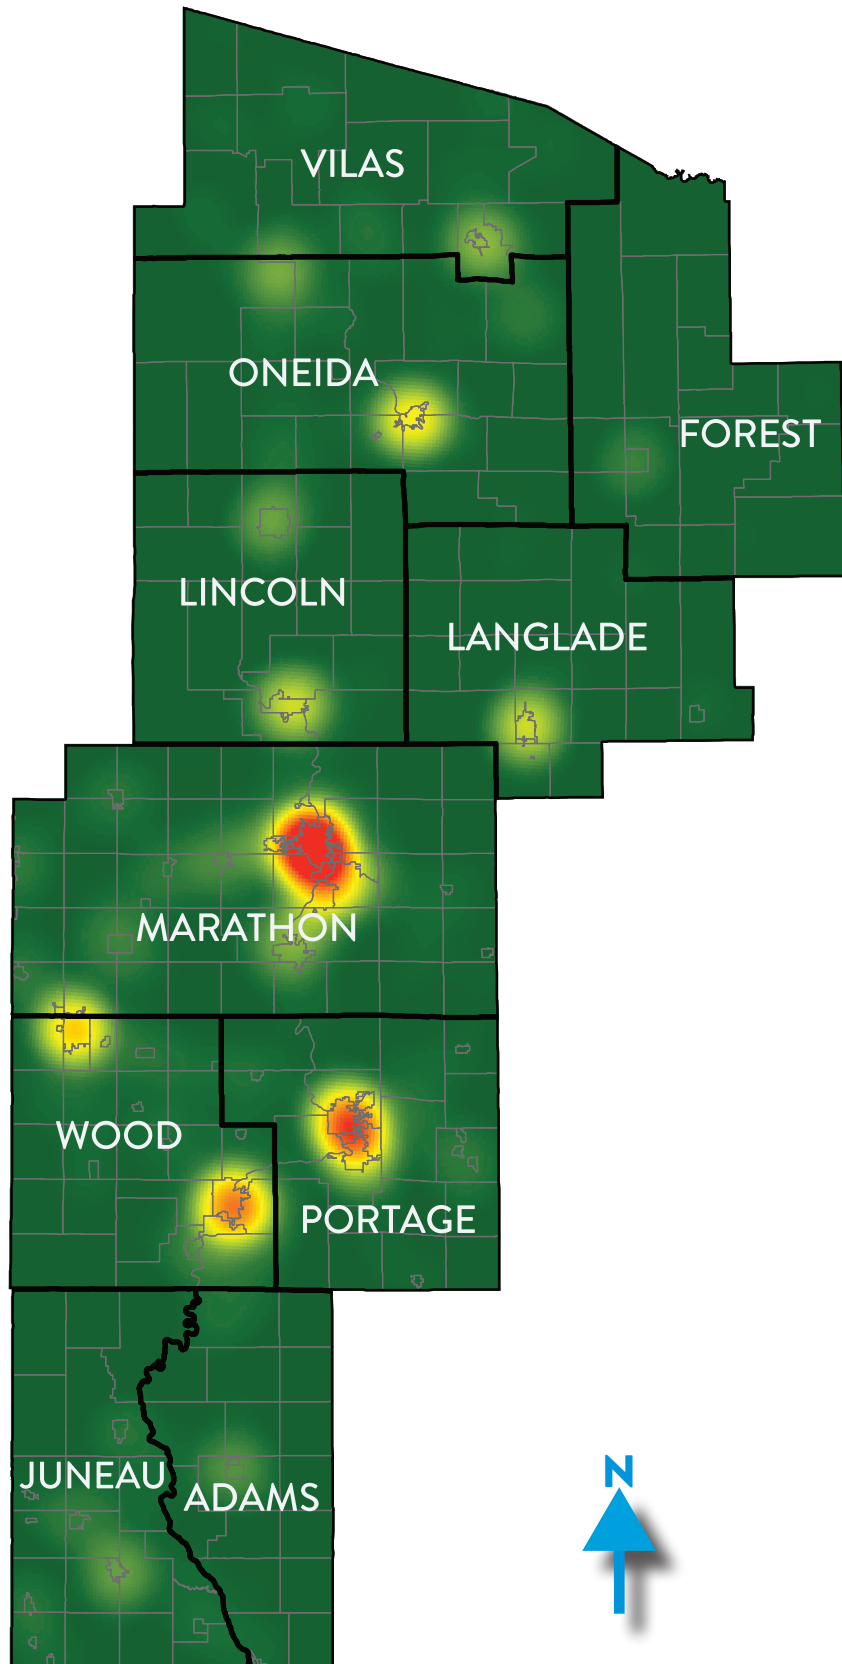 VILAS
ONEIDA
FOREST
LINCOLN
LANGLADE
MARATHON
WOOD
PORTAGE
JUNEAU
ADAMS
N